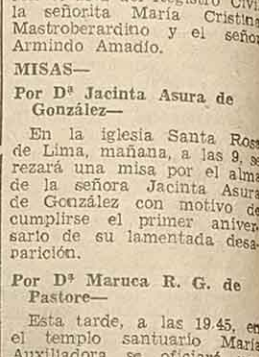 la señorita María Cristina
Mastroberardino y el señor
Armindo Amadío.
MISAS—
Por Dª Jacinta Asura de
González—
En la iglesia Santa Rosa
de Lima, mañana, a las 9, se
rezará una misa por el alma
de la señora Jacinta Asura
de González con motivo de
cumplirse el primer aniver-
sario de su lamentada desa-
parición.
Por Dª Maruca R. G. de
Pastore—
Esta tarde, a las 19.45, en
el templo santuario María
Auxiliadora se oficiará